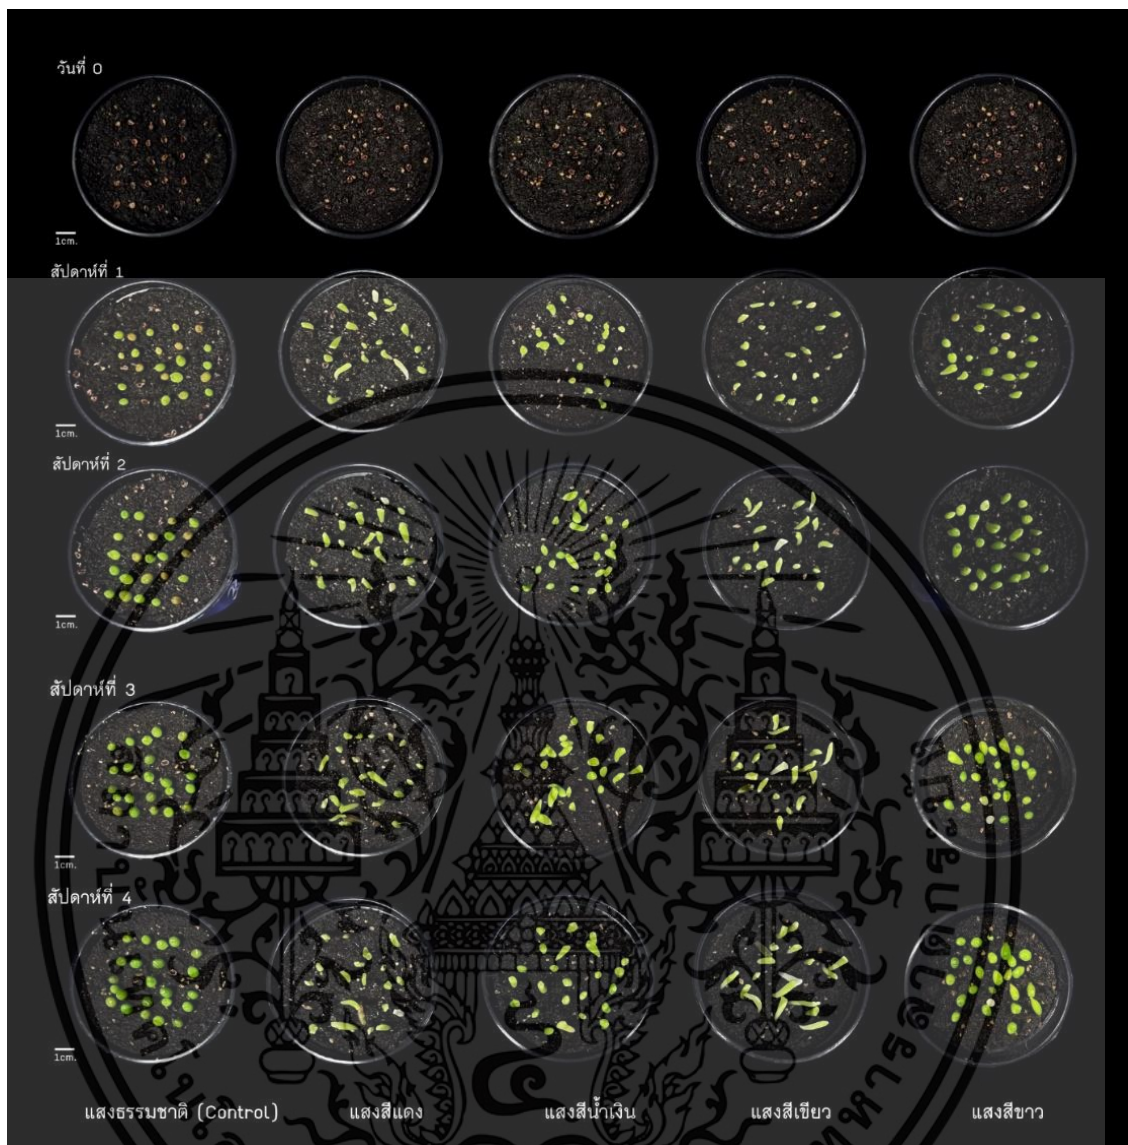 วันที่ 0
1cm.
สัปดาห์ที่ 1
1cm.
สัปดาห์ที่ 2
1cm.
สัปดาห์ที่ 3
1cm.
สัปดาห์ที่ 4
1cm.
แสงธรรมชาติ (Control) แสงสีแดง แสงสีน้ำเงิน แสงสีเขียว แสงสีขาว